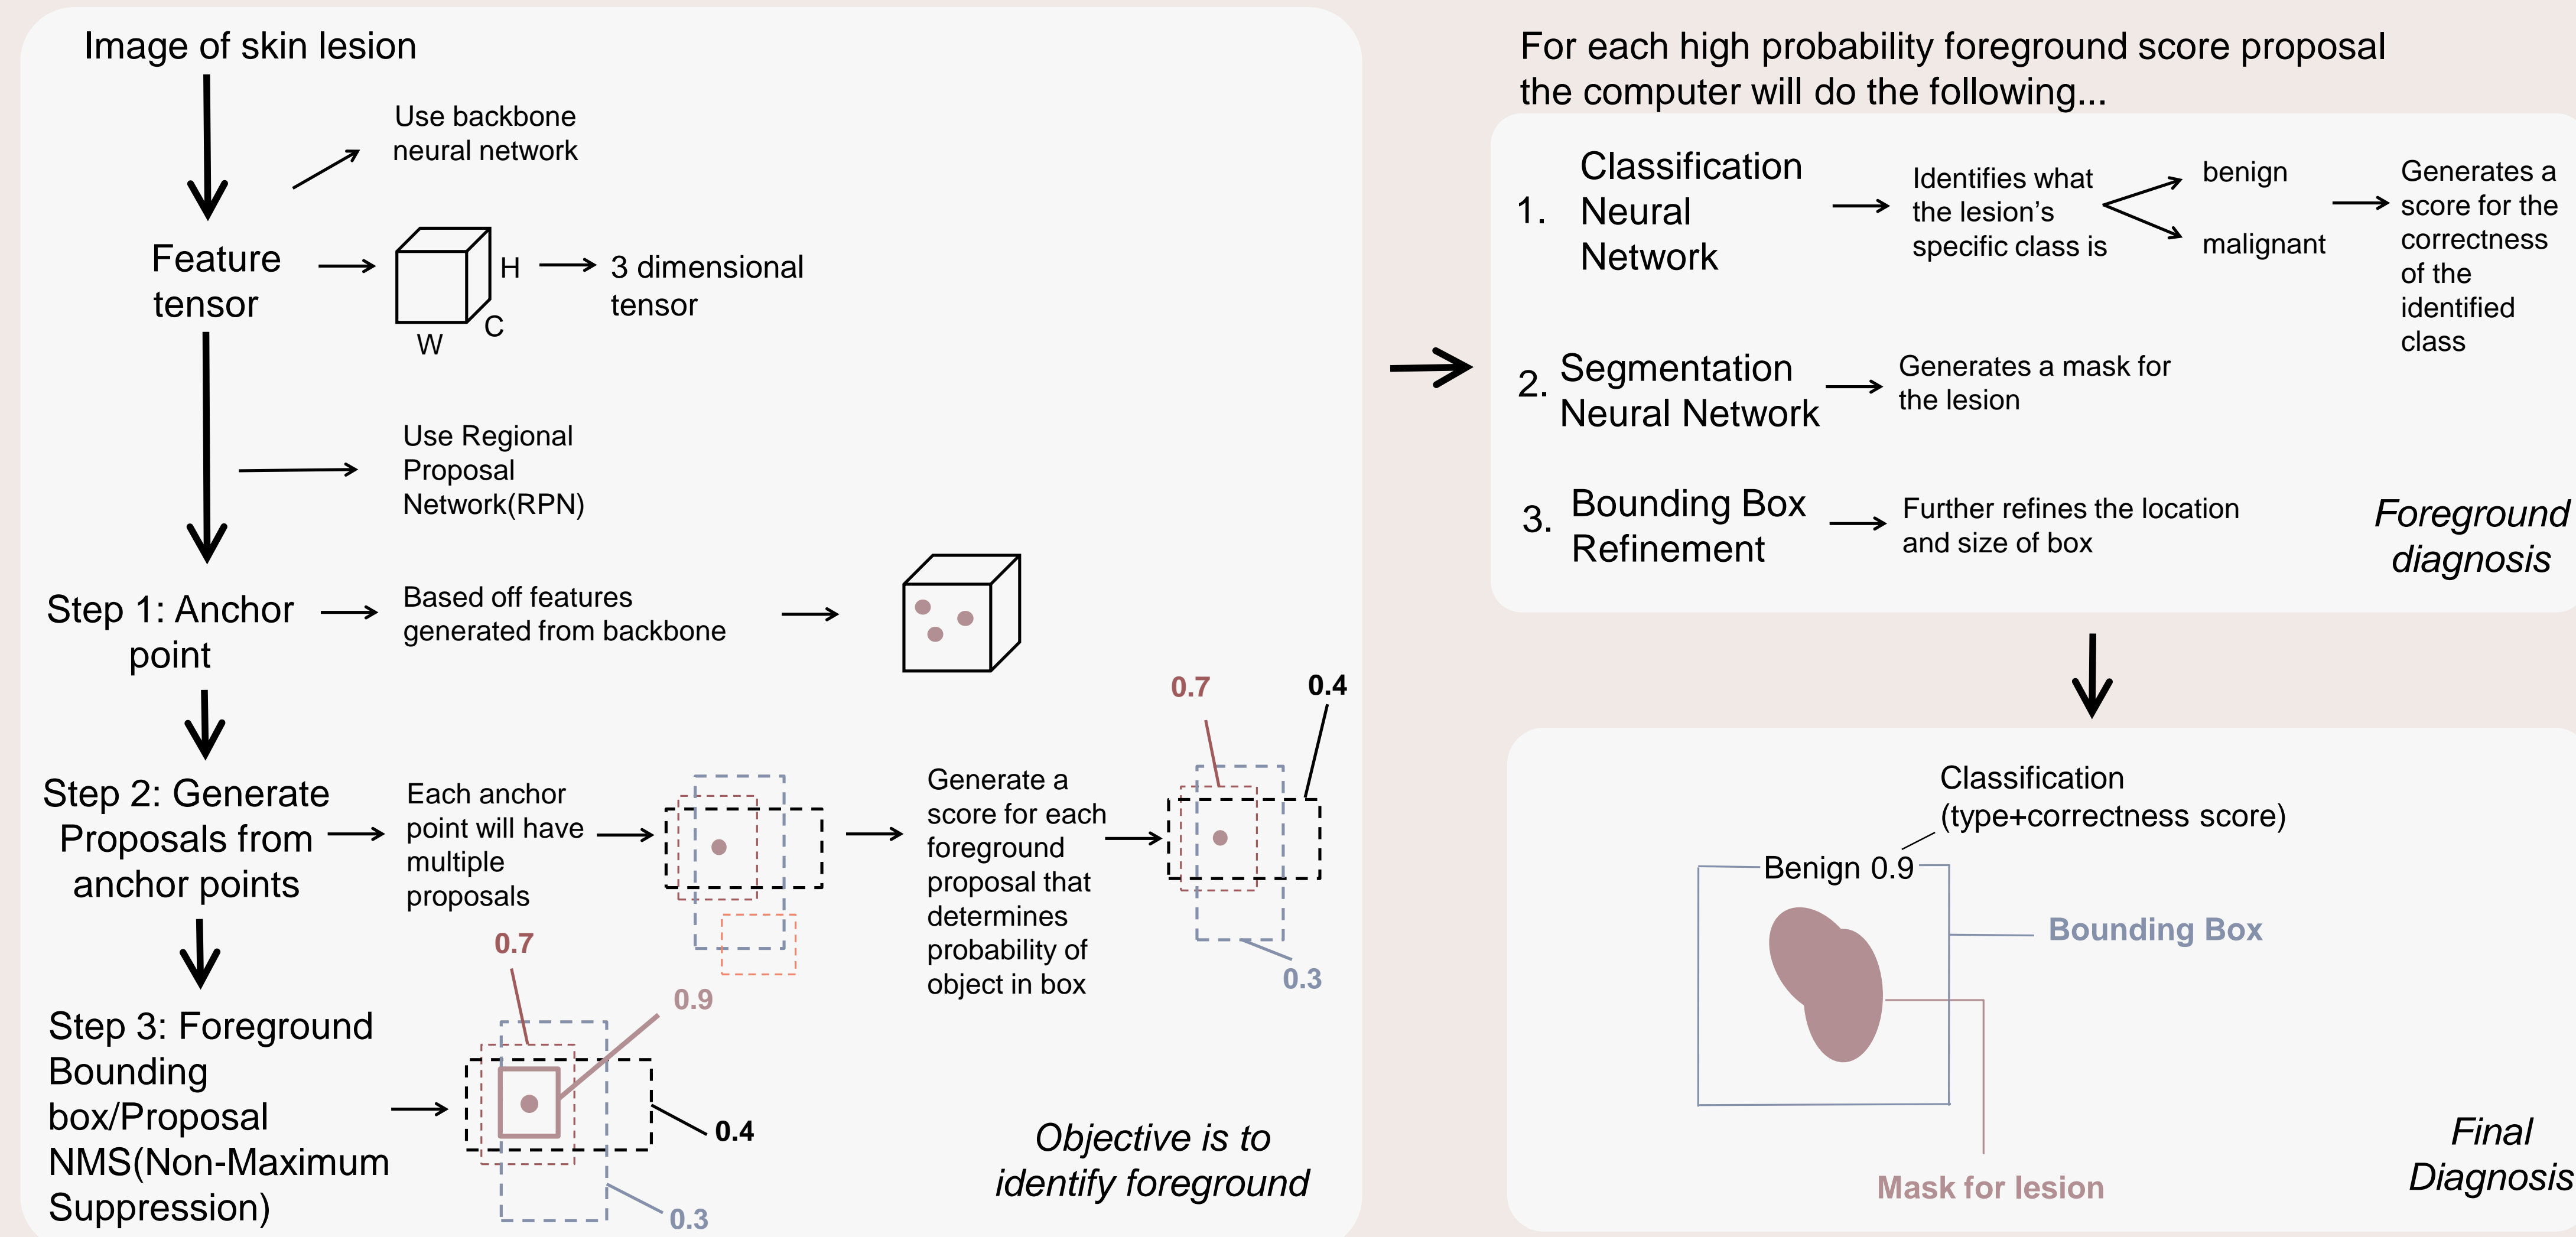 Image of skin lesion
Use backbone
neural network
Feature
tensor
H
C
W
3 dimensional
tensor
Use Regional
Proposal
Network(RPN)
Step 1: Anchor
point
Based off features
generated from backbone
Step 2: Generate
Proposals from
anchor points
Each anchor
point will have
multiple
proposals
Generate a
score for each
foreground
proposal that
determines
probability of
object in box
0.7
0.4
0.3
Step 3: Foreground
Bounding
box/Proposal
NMS(Non-Maximum
Suppression)
0.7
0.9
0.4
0.3
Objective is to
identify foreground
For each high probability foreground score proposal
the computer will do the following...
1.
Classification
Neural
Network
Identifies what
the lesion’s
specific class is
benign
malignant
Generates a
score for the
correctness
of the
identified
class
2.
Segmentation
Neural Network
Generates a mask for
the lesion
3.
Bounding Box
Refinement
Further refines the location
and size of box
Foreground
diagnosis
Classification
(type+correctness score)
Benign 0.9
Bounding Box
Mask for lesion
Final
Diagnosis